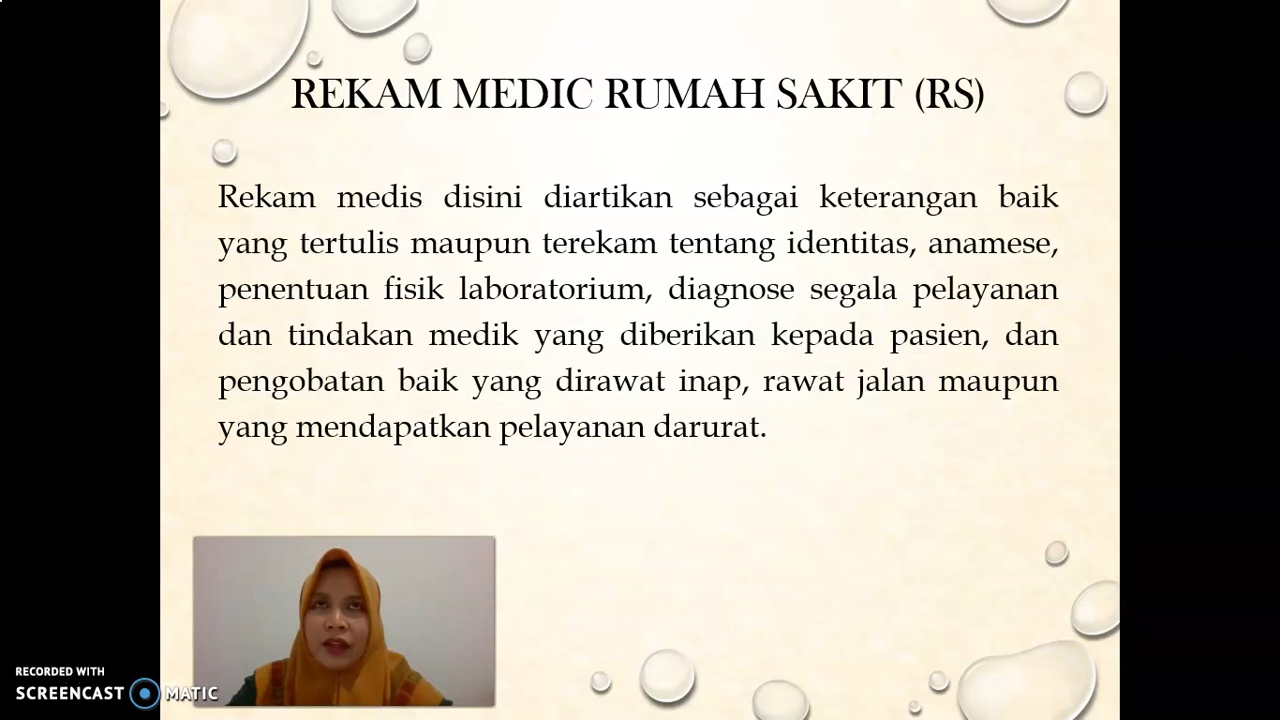 REKAM MEDIC RUMAH SAKIT (RS)
Rekam medis disini diartikan sebagai keterangan baik
yang tertulis maupun terekam tentang identitas, anamese,
penentuan fisik laboratorium, diagnose segala pelayanan
dan tindakan medik yang diberikan kepada pasien, dan
pengobatan baik yang dirawat inap, rawat jalan maupun
yang mendapatkan pelayanan darurat.
RECORDED WITH
SCREENCAST MATIC